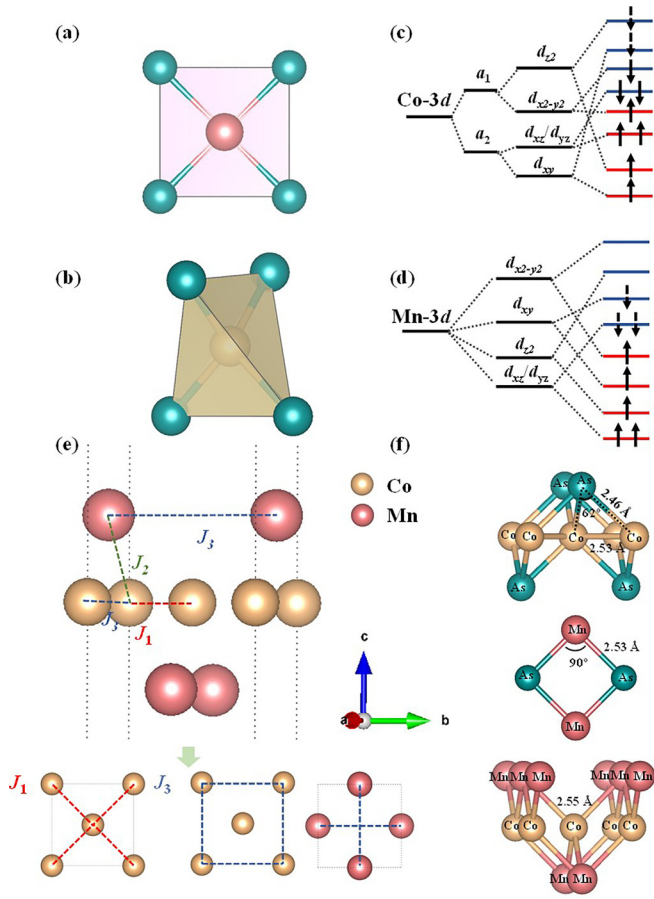 (a)
(c)
Co-3d
a1
a2
dz2
dx2-y2
dxz/dyz
dxy
(b)
(d)
Mn-3d
dx2-y2
dxy
dz2
dxz/dyz
(e)
Co
Mn
J3
J2
J3
J1
c
a
b
J1
J3
(f)
As
As
2.46 Å
62°
Co
Co
Co
Co
2.53 Å
As
As
Mn
2.53 Å
90°
As
As
Mn
Mn
Mn
Mn
Mn
Mn
Mn
2.55 Å
Co
Co
Co
Co
Co
Mn
Mn